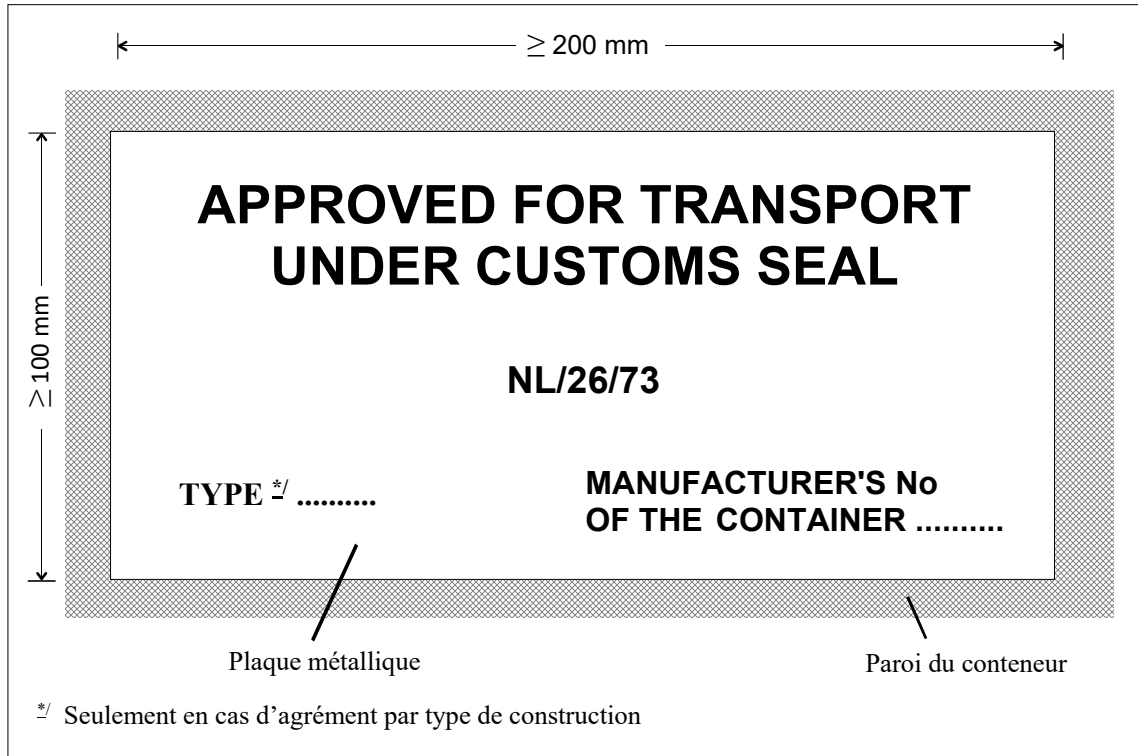 ≥ 200 mm
≥ 100 mm
APPROVED FOR TRANSPORT
UNDER CUSTOMS SEAL
NL/26/73
TYPE */ ..........
MANUFACTURER'S No
OF THE CONTAINER ..........
Plaque métallique
Paroi du conteneur
*/ Seulement en cas d’agrément par type de construction